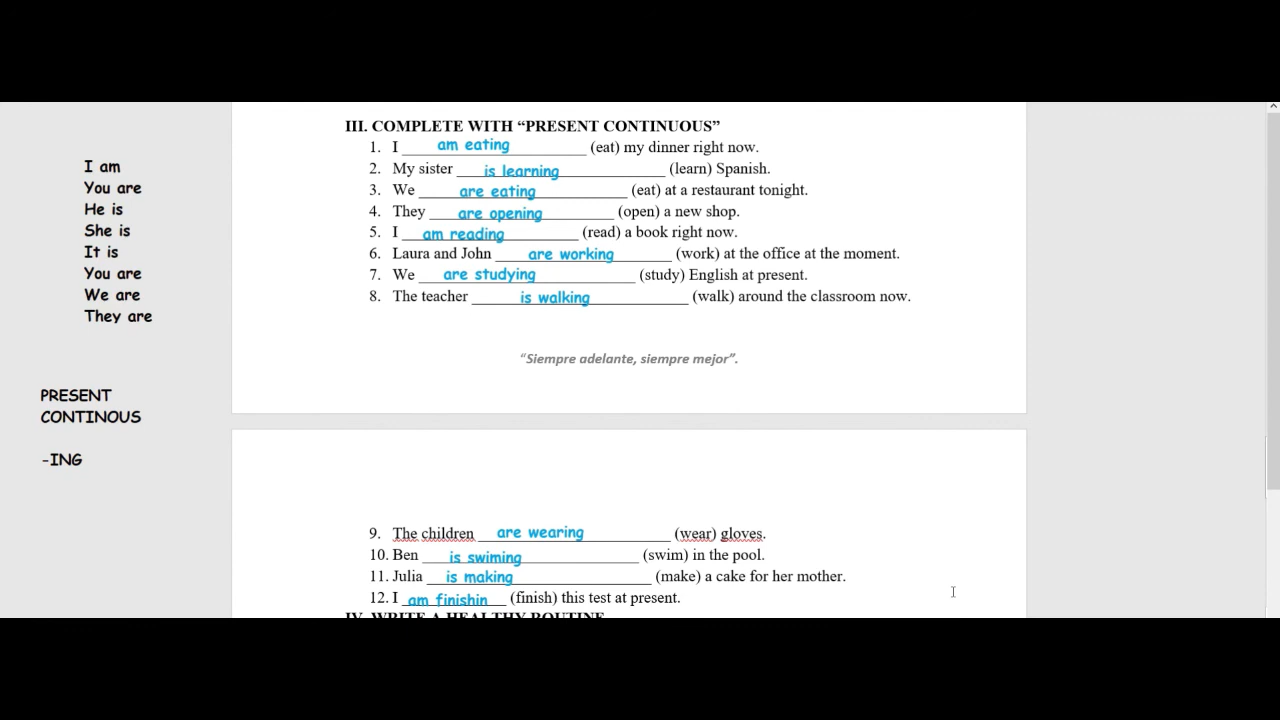 III. COMPLETE WITH “PRESENT CONTINUOUS”
1. I am eating (eat) my dinner right now.
2. My sister is learning (learn) Spanish.
3. We are eating (eat) at a restaurant tonight.
4. They are opening (open) a new shop.
5. I am reading (read) a book right now.
6. Laura and John are working (work) at the office at the moment.
7. We are studying (study) English at present.
8. The teacher is walking (walk) around the classroom now.
“Siempre adelante, siempre mejor”.
9. The children are wearing (wear) gloves.
10. Ben is swiming (swim) in the pool.
11. Julia is making (make) a cake for her mother.
12. I am finishin (finish) this test at present.
IV. WRITE A HEALTHY ROUTINE
I am
You are
He is
She is
It is
You are
We are
They are
PRESENT
CONTINOUS
-ING